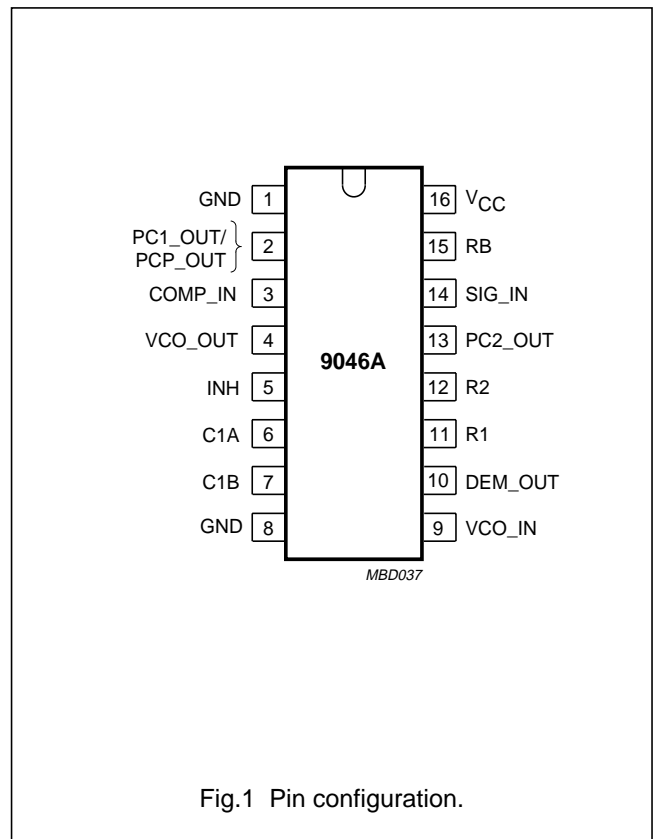 GND 1
PC1_OUT/
PCP_OUT 2
COMP_IN 3
VCO_OUT 4
INH 5
C1A 6
C1B 7
GND 8
9046A
16 VCC
15 RB
14 SIG_IN
13 PC2_OUT
12 R2
11 R1
10 DEM_OUT
9 VCO_IN
MBD037
Fig.1 Pin configuration.